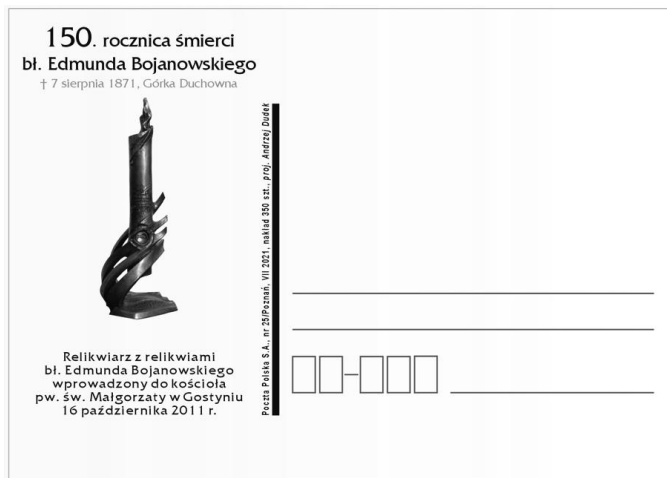 150. rocznica śmierci
bł. Edmunda Bojanowskiego
† 7 sierpnia 1871, Górka Duchowna
Relikwiarz z relikwiami
bł. Edmunda Bojanowskiego
wprowadzony do kościoła
pw. św. Małgorzaty w Gostyniu
16 października 2011 r.
Poczta Polska S.A., nr 25/Poznań, VII 2021, nakład 350 szt., proj. Andrzej Dudek